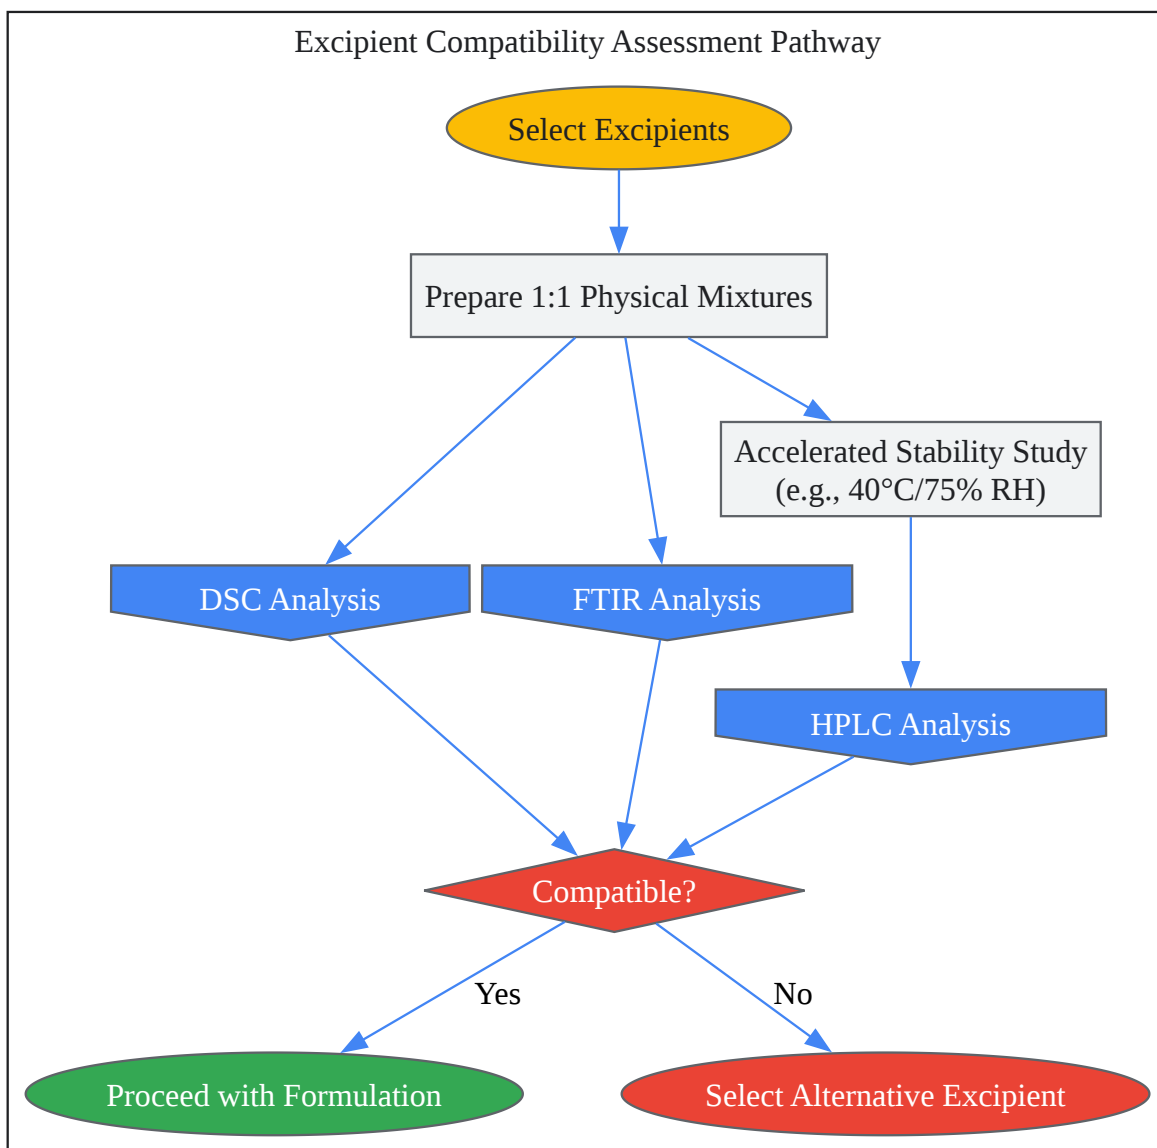 Excipient Compatibility Assessment Pathway
Select Excipients
Prepare 1:1 Physical Mixtures
Accelerated Stability Study
(e.g., 40°C/75% RH)
DSC Analysis
FTIR Analysis
HPLC Analysis
Compatible?
Yes
No
Proceed with Formulation
Select Alternative Excipient